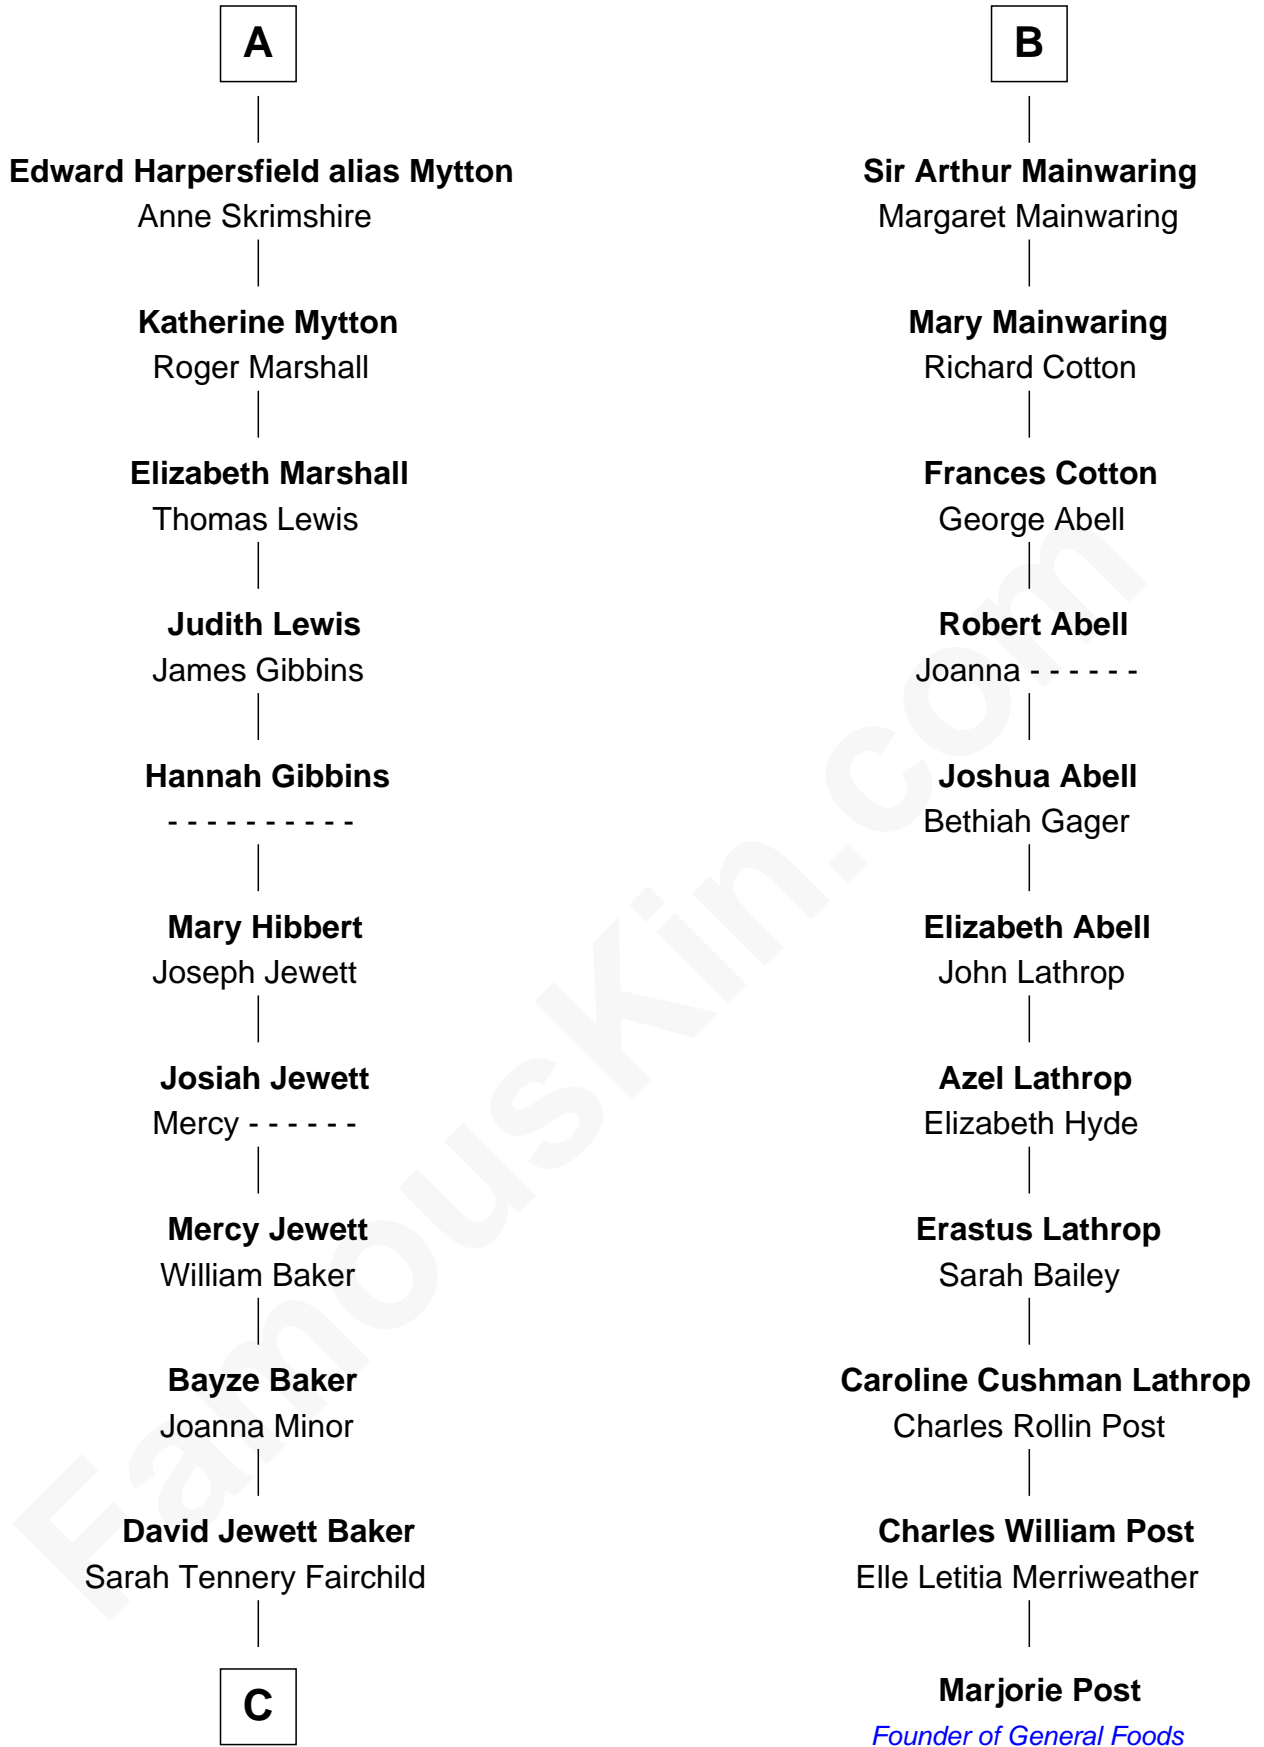 A
Edward Harpersfield alias Mytton
Anne Skrimshire
Katherine Mytton
Roger Marshall
Elizabeth Marshall
Thomas Lewis
Judith Lewis
James Gibbins
Hannah Gibbins
- - - - - - - - - -
Mary Hibbert
Joseph Jewett
Josiah Jewett
Mercy - - - - - -
Mercy Jewett
William Baker
Bayze Baker
Joanna Minor
David Jewett Baker
Sarah Tennery Fairchild
C
B
Sir Arthur Mainwaring
Margaret Mainwaring
Mary Mainwaring
Richard Cotton
Frances Cotton
George Abell
Robert Abell
Joanna - - - - - -
Joshua Abell
Bethiah Gager
Elizabeth Abell
John Lathrop
Azel Lathrop
Elizabeth Hyde
Erastus Lathrop
Sarah Bailey
Caroline Cushman Lathrop
Charles Rollin Post
Charles William Post
Elle Letitia Merriweather
Marjorie Post
Founder of General Foods
FamousKin.com